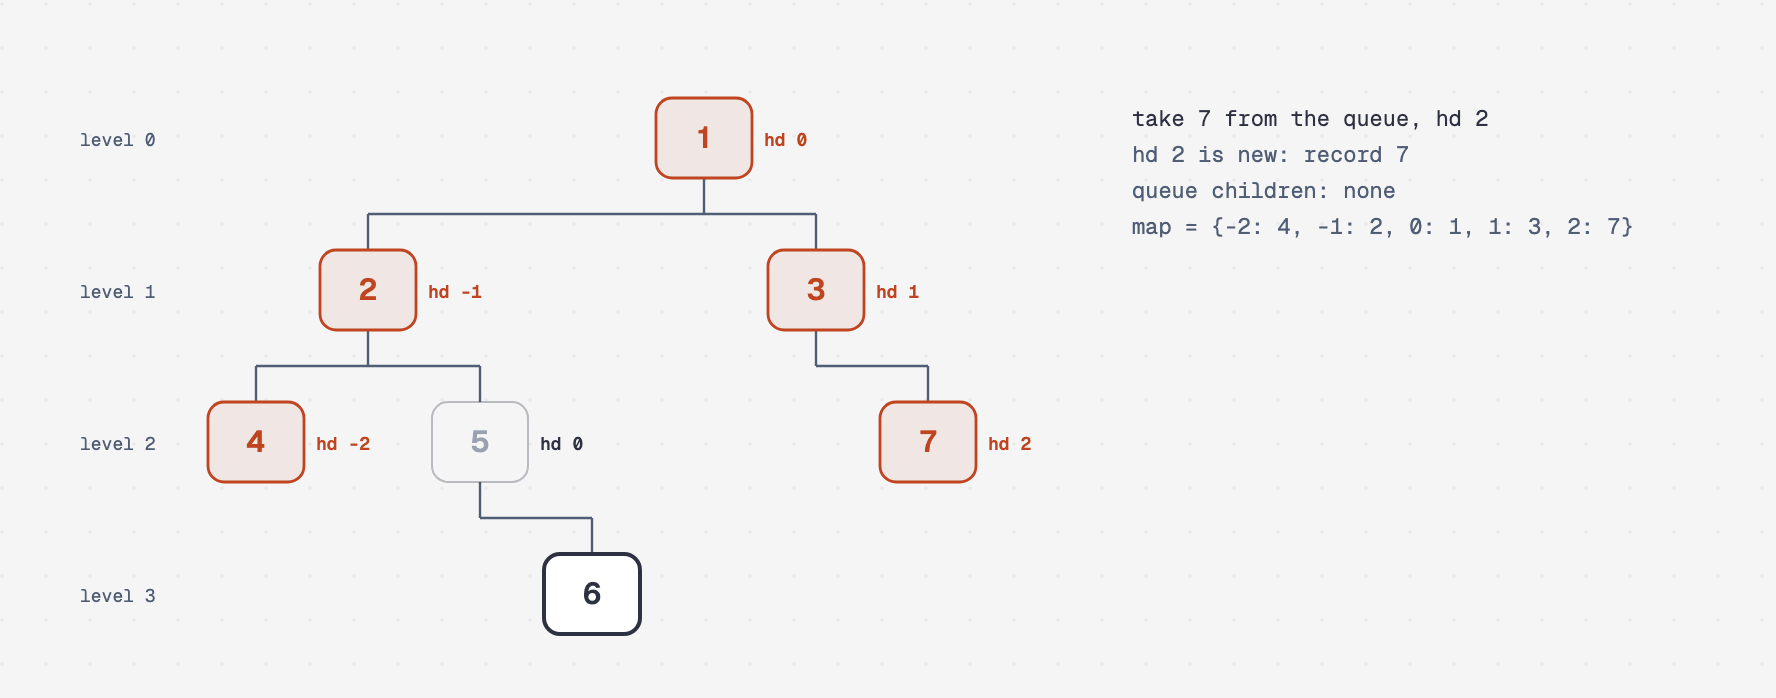 level 0
1
hd 0
take 7 from the queue, hd 2
hd 2 is new: record 7
queue children: none
map = {-2: 4, -1: 2, 0: 1, 1: 3, 2: 7}
level 1
2
hd -1
3
hd 1
level 2
4
hd -2
5
hd 0
7
hd 2
level 3
6